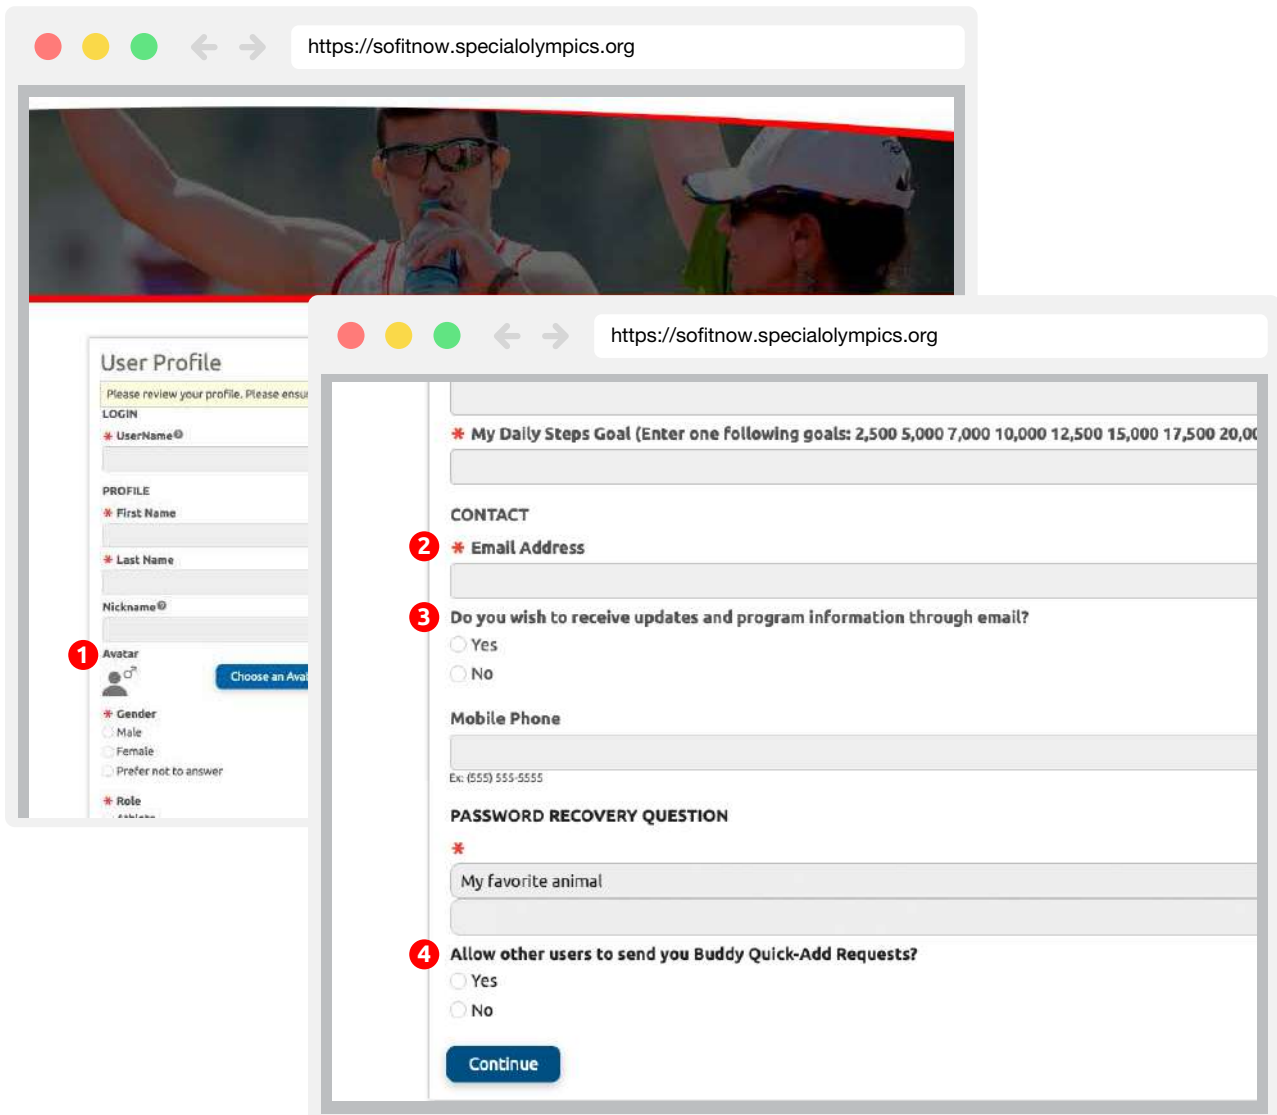 https://sofitnow.specialolympics.org
User Profile
Please review your profile. Please ensu
LOGIN
* UserName
PROFILE
* First Name
* Last Name
Nickname
1 Avatar
Choose an Avat
* Gender
Male
Female
Prefer not to answer
* Role
https://sofitnow.specialolympics.org
* My Daily Steps Goal (Enter one following goals: 2,500 5,000 7,000 10,000 12,500 15,000 17,500 20,00
CONTACT
2 * Email Address
3 Do you wish to receive updates and program information through email?
Yes
No
Mobile Phone
Ex: (555) 555-5555
PASSWORD RECOVERY QUESTION
*
My favorite animal
4 Allow other users to send you Buddy Quick-Add Requests?
Yes
No
Continue